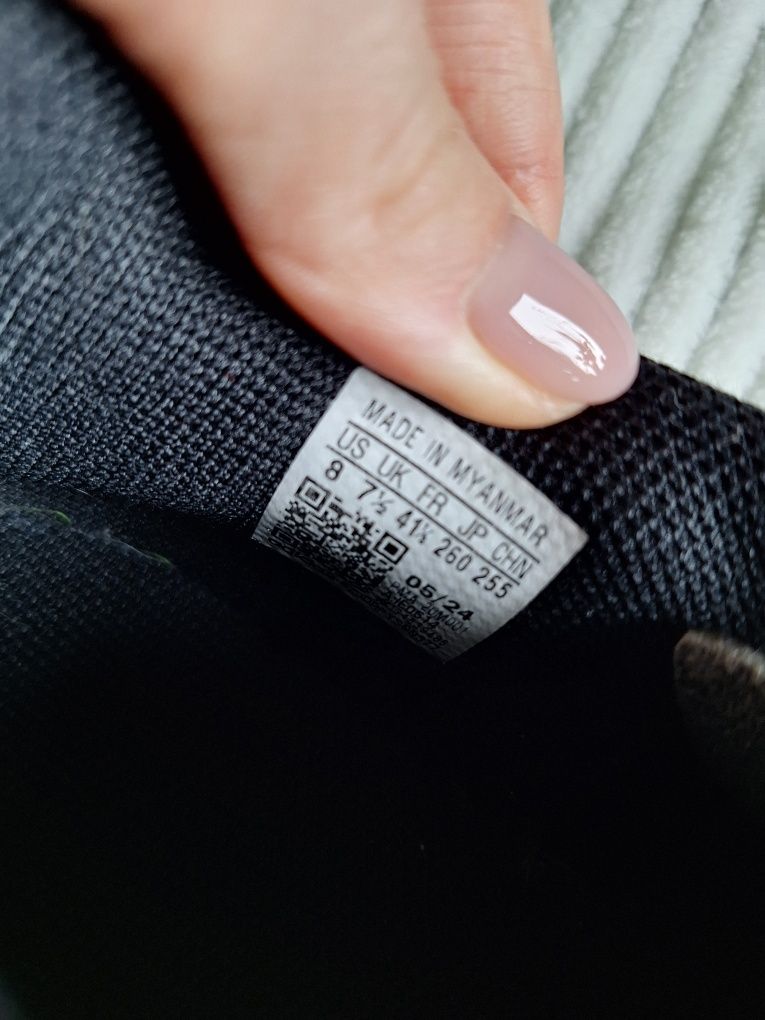 MADE IN MYANMAR
US UK FR JP CHN
8 7½ 41⅓ 260 255
05/24